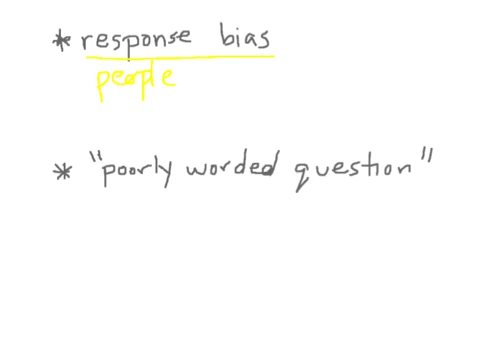 * response bias
people
* "poorly worded question"